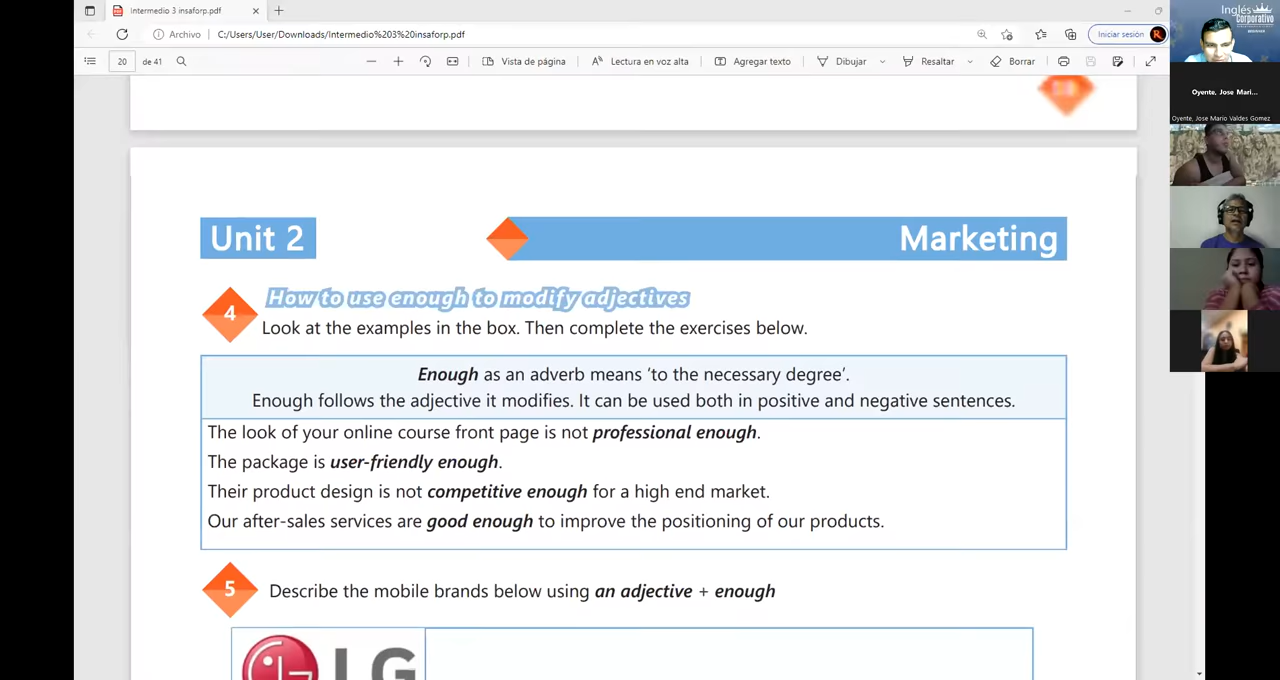 Intermedio 3 insaforp.pdf
Archivo
C:/Users/User/Downloads/Intermedio%203%20insaforp.pdf
Iniciar sesión
20
de 41
Vista de página
Lectura en voz alta
Agregar texto
Dibujar
Resaltar
Borrar
Inglés
Corporativo
Oyente, Jose Mari...
Oyente, Jose Mario Valdes Gomez
Unit 2
Marketing
4
How to use enough to modify adjectives
Look at the examples in the box. Then complete the exercises below.
Enough as an adverb means ‘to the necessary degree’.
Enough follows the adjective it modifies. It can be used both in positive and negative sentences.
The look of your online course front page is not professional enough.
The package is user-friendly enough.
Their product design is not competitive enough for a high end market.
Our after-sales services are good enough to improve the positioning of our products.
5
Describe the mobile brands below using an adjective + enough
LG